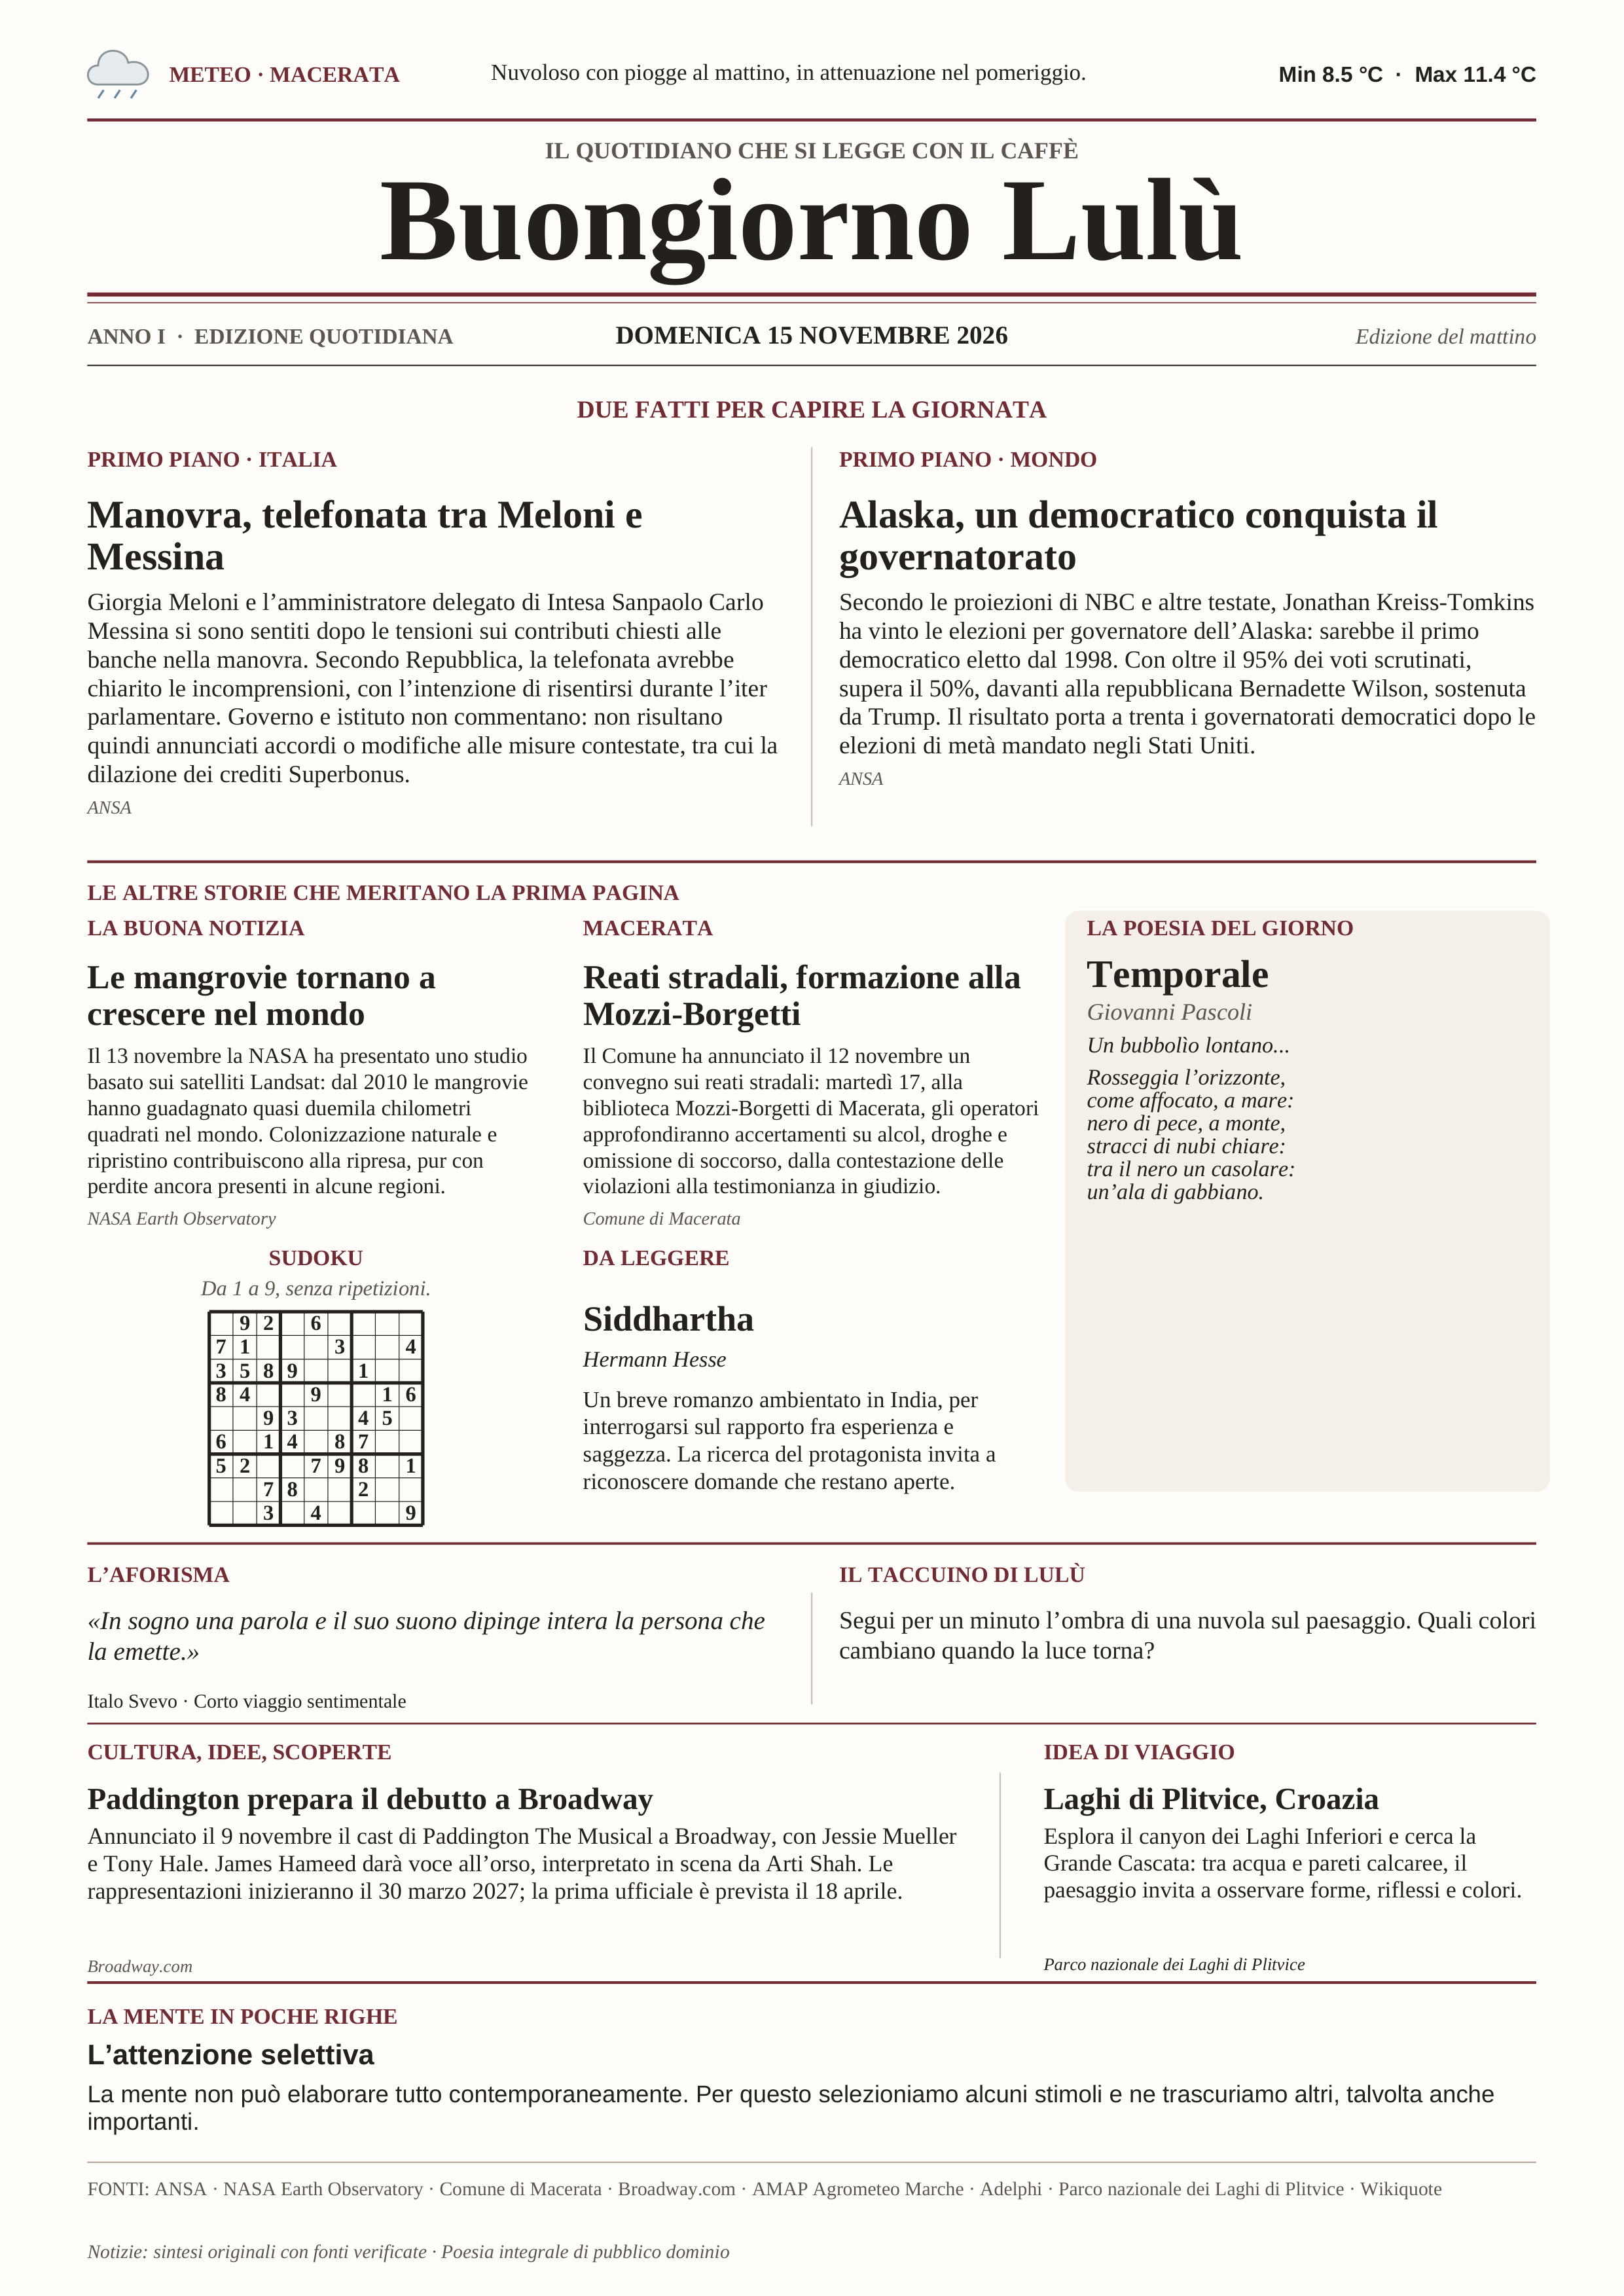 METEO · MACERATA
Nuvoloso con piogge al mattino, in attenuazione nel pomeriggio.
Min 8.5 °C · Max 11.4 °C
IL QUOTIDIANO CHE SI LEGGE CON IL CAFFÈ
Buongiorno Lulù
ANNO I · EDIZIONE QUOTIDIANA
DOMENICA 15 NOVEMBRE 2026
Edizione del mattino
DUE FATTI PER CAPIRE LA GIORNATA
PRIMO PIANO · ITALIA
Manovra, telefonata tra Meloni e
Messina
Giorgia Meloni e l’amministratore delegato di Intesa Sanpaolo Carlo
Messina si sono sentiti dopo le tensioni sui contributi chiesti alle
banche nella manovra. Secondo Repubblica, la telefonata avrebbe
chiarito le incomprensioni, con l’intenzione di risentirsi durante l’iter
parlamentare. Governo e istituto non commentano: non risultano
quindi annunciati accordi o modifiche alle misure contestate, tra cui la
dilazione dei crediti Superbonus.
ANSA
PRIMO PIANO · MONDO
Alaska, un democratico conquista il
governatorato
Secondo le proiezioni di NBC e altre testate, Jonathan Kreiss-Tomkins
ha vinto le elezioni per governatore dell’Alaska: sarebbe il primo
democratico eletto dal 1998. Con oltre il 95% dei voti scrutinati,
supera il 50%, davanti alla repubblicana Bernadette Wilson, sostenuta
da Trump. Il risultato porta a trenta i governatorati democratici dopo le
elezioni di metà mandato negli Stati Uniti.
ANSA
LE ALTRE STORIE CHE MERITANO LA PRIMA PAGINA
LA BUONA NOTIZIA
Le mangrovie tornano a
crescere nel mondo
Il 13 novembre la NASA ha presentato uno studio
basato sui satelliti Landsat: dal 2010 le mangrovie
hanno guadagnato quasi duemila chilometri
quadrati nel mondo. Colonizzazione naturale e
ripristino contribuiscono alla ripresa, pur con
perdite ancora presenti in alcune regioni.
NASA Earth Observatory
MACERATA
Reati stradali, formazione alla
Mozzi-Borgetti
Il Comune ha annunciato il 12 novembre un
convegno sui reati stradali: martedì 17, alla
biblioteca Mozzi-Borgetti di Macerata, gli operatori
approfondiranno accertamenti su alcol, droghe e
omissione di soccorso, dalla contestazione delle
violazioni alla testimonianza in giudizio.
Comune di Macerata
LA POESIA DEL GIORNO
Temporale
Giovanni Pascoli
Un bubbolìo lontano...
Rosseggia l’orizzonte,
come affocato, a mare:
nero di pece, a monte,
stracci di nubi chiare:
tra il nero un casolare:
un’ala di gabbiano.
SUDOKU
Da 1 a 9, senza ripetizioni.
9 2 6
7 1 3 4
3 5 8 9 1
8 4 9 1 6
9 3 4 5
6 1 4 8 7
5 2 7 9 8 1
7 8 2
3 4 9
DA LEGGERE
Siddhartha
Hermann Hesse
Un breve romanzo ambientato in India, per
interrogarsi sul rapporto fra esperienza e
saggezza. La ricerca del protagonista invita a
riconoscere domande che restano aperte.
L’AFORISMA
«In sogno una parola e il suo suono dipinge intera la persona che
la emette.»
Italo Svevo · Corto viaggio sentimentale
IL TACCUINO DI LULÙ
Segui per un minuto l’ombra di una nuvola sul paesaggio. Quali colori
cambiano quando la luce torna?
CULTURA, IDEE, SCOPERTE
Paddington prepara il debutto a Broadway
Annunciato il 9 novembre il cast di Paddington The Musical a Broadway, con Jessie Mueller
e Tony Hale. James Hameed darà voce all’orso, interpretato in scena da Arti Shah. Le
rappresentazioni inizieranno il 30 marzo 2027; la prima ufficiale è prevista il 18 aprile.
Broadway.com
IDEA DI VIAGGIO
Laghi di Plitvice, Croazia
Esplora il canyon dei Laghi Inferiori e cerca la
Grande Cascata: tra acqua e pareti calcaree, il
paesaggio invita a osservare forme, riflessi e colori.
Parco nazionale dei Laghi di Plitvice
LA MENTE IN POCHE RIGHE
L’attenzione selettiva
La mente non può elaborare tutto contemporaneamente. Per questo selezioniamo alcuni stimoli e ne trascuriamo altri, talvolta anche
importanti.
FONTI: ANSA · NASA Earth Observatory · Comune di Macerata · Broadway.com · AMAP Agrometeo Marche · Adelphi · Parco nazionale dei Laghi di Plitvice · Wikiquote
Notizie: sintesi originali con fonti verificate · Poesia integrale di pubblico dominio